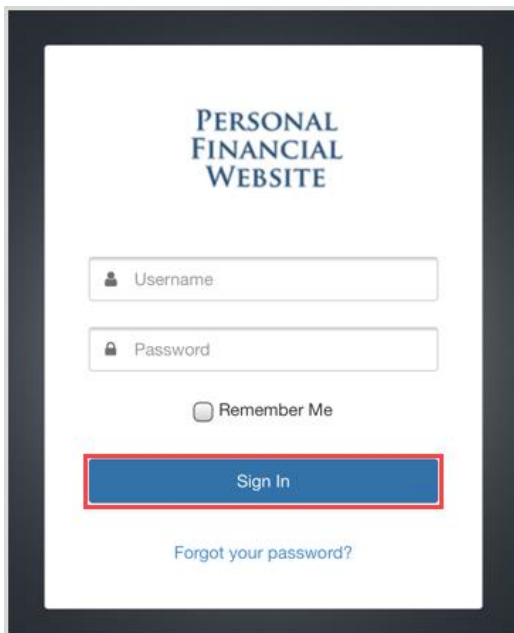 PERSONAL
FINANCIAL
WEBSITE
Username
Password
Remember Me
Sign In
Forgot your password?